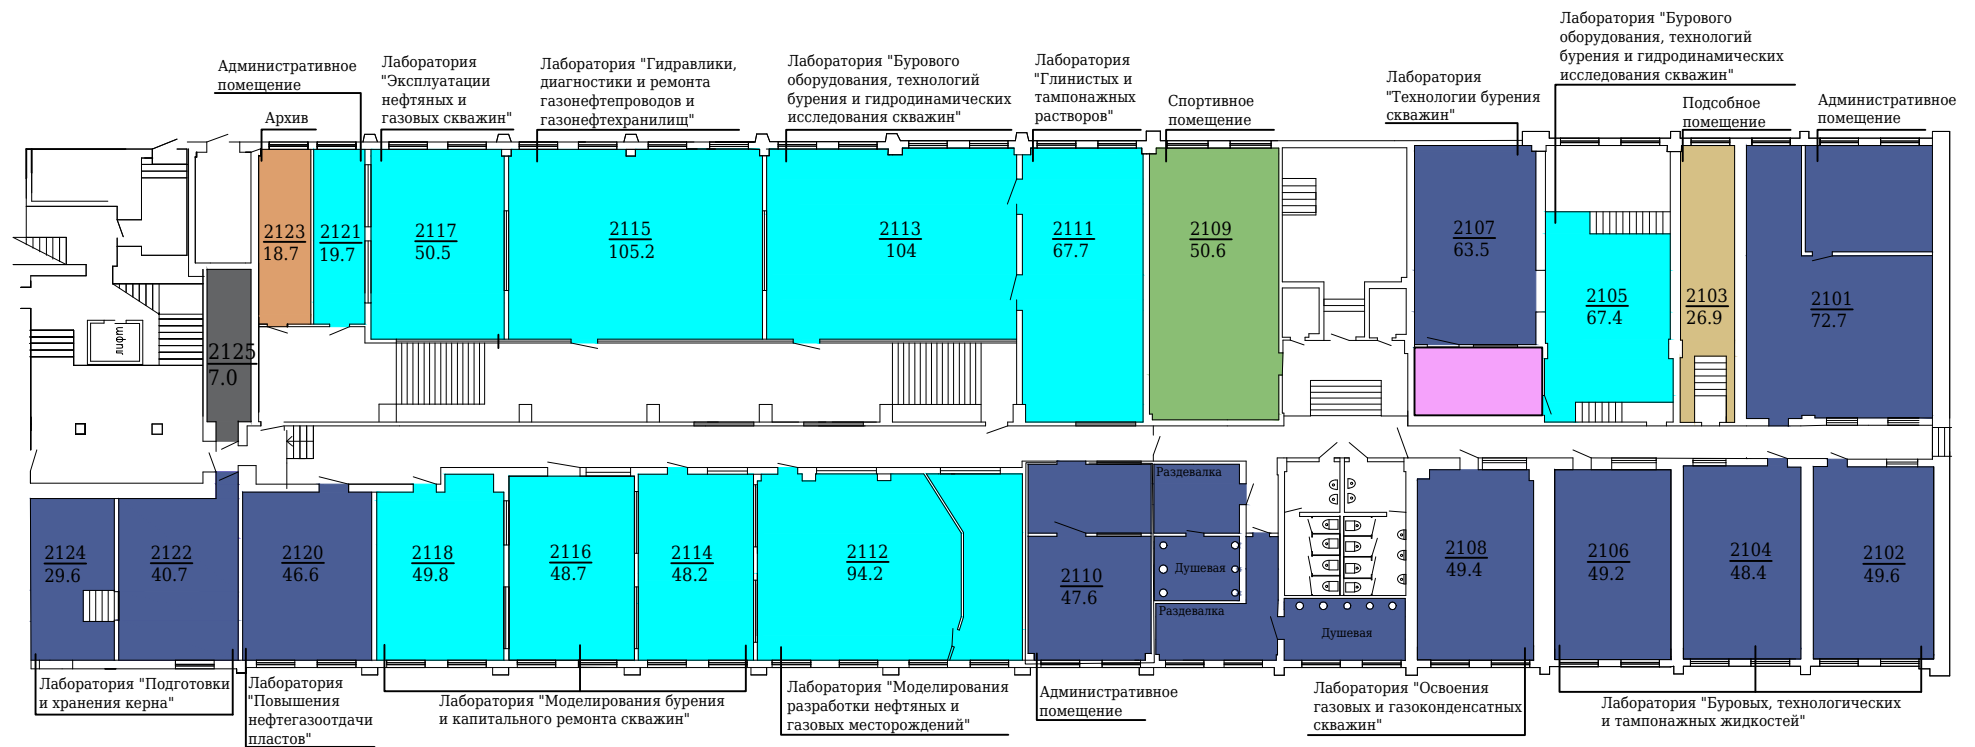 Лаборатория "Бурового
оборудования, технологий
бурения и гидродинамических
исследования скважин"
Административное
помещение
Архив
Лаборатория
"Эксплуатации
нефтяных и
газовых скважин"
Лаборатория "Гидравлики,
диагностики и ремонта
газонефтепроводов и
газонефтехранилищ"
Лаборатория "Бурового
оборудования, технологий
бурения и гидродинамических
исследования скважин"
Лаборатория
"Глинистых и
тампонажных
растворов"
Спортивное
помещение
Лаборатория
"Технологии бурения
скважин"
Подсобное
помещение
Административное
помещение
2123
18.7
2121
19.7
2117
50.5
2115
105.2
2113
104
2111
67.7
2109
50.6
2107
63.5
2105
67.4
2103
26.9
2101
72.7
лифт
2125
7.0
2124
29.6
2122
40.7
2120
46.6
2118
49.8
2116
48.7
2114
48.2
2112
94.2
2110
47.6
Раздевалка
Душевая
Раздевалка
Душевая
2108
49.4
2106
49.2
2104
48.4
2102
49.6
Лаборатория "Подготовки
и хранения керна"
Лаборатория
"Повышения
нефтегазоотдачи
пластов"
Лаборатория "Моделирования бурения
и капитального ремонта скважин"
Лаборатория "Моделирования
разработки нефтяных и
газовых месторождений"
Административное
помещение
Лаборатория "Освоения
газовых и газоконденсатных
скважин"
Лаборатория "Буровых, технологических
и тампонажных жидкостей"